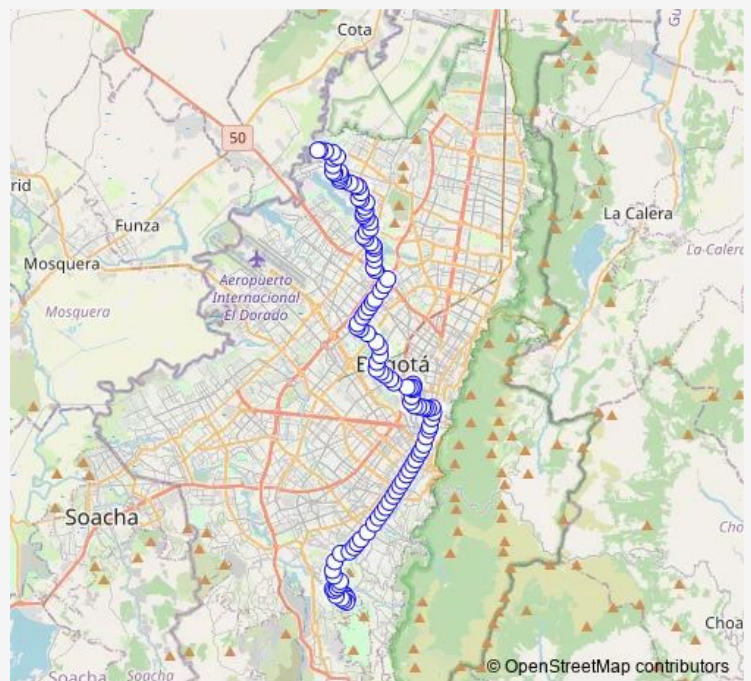 Cota
50
rid
Funza
La Calera
Mosquera
La-Calera
Aeropuerto
Internacional
El Dorado
Mosquera
Bogotá
Soacha
Cho
Choa
Soacha
Soacha
© OpenStreetMap contributors